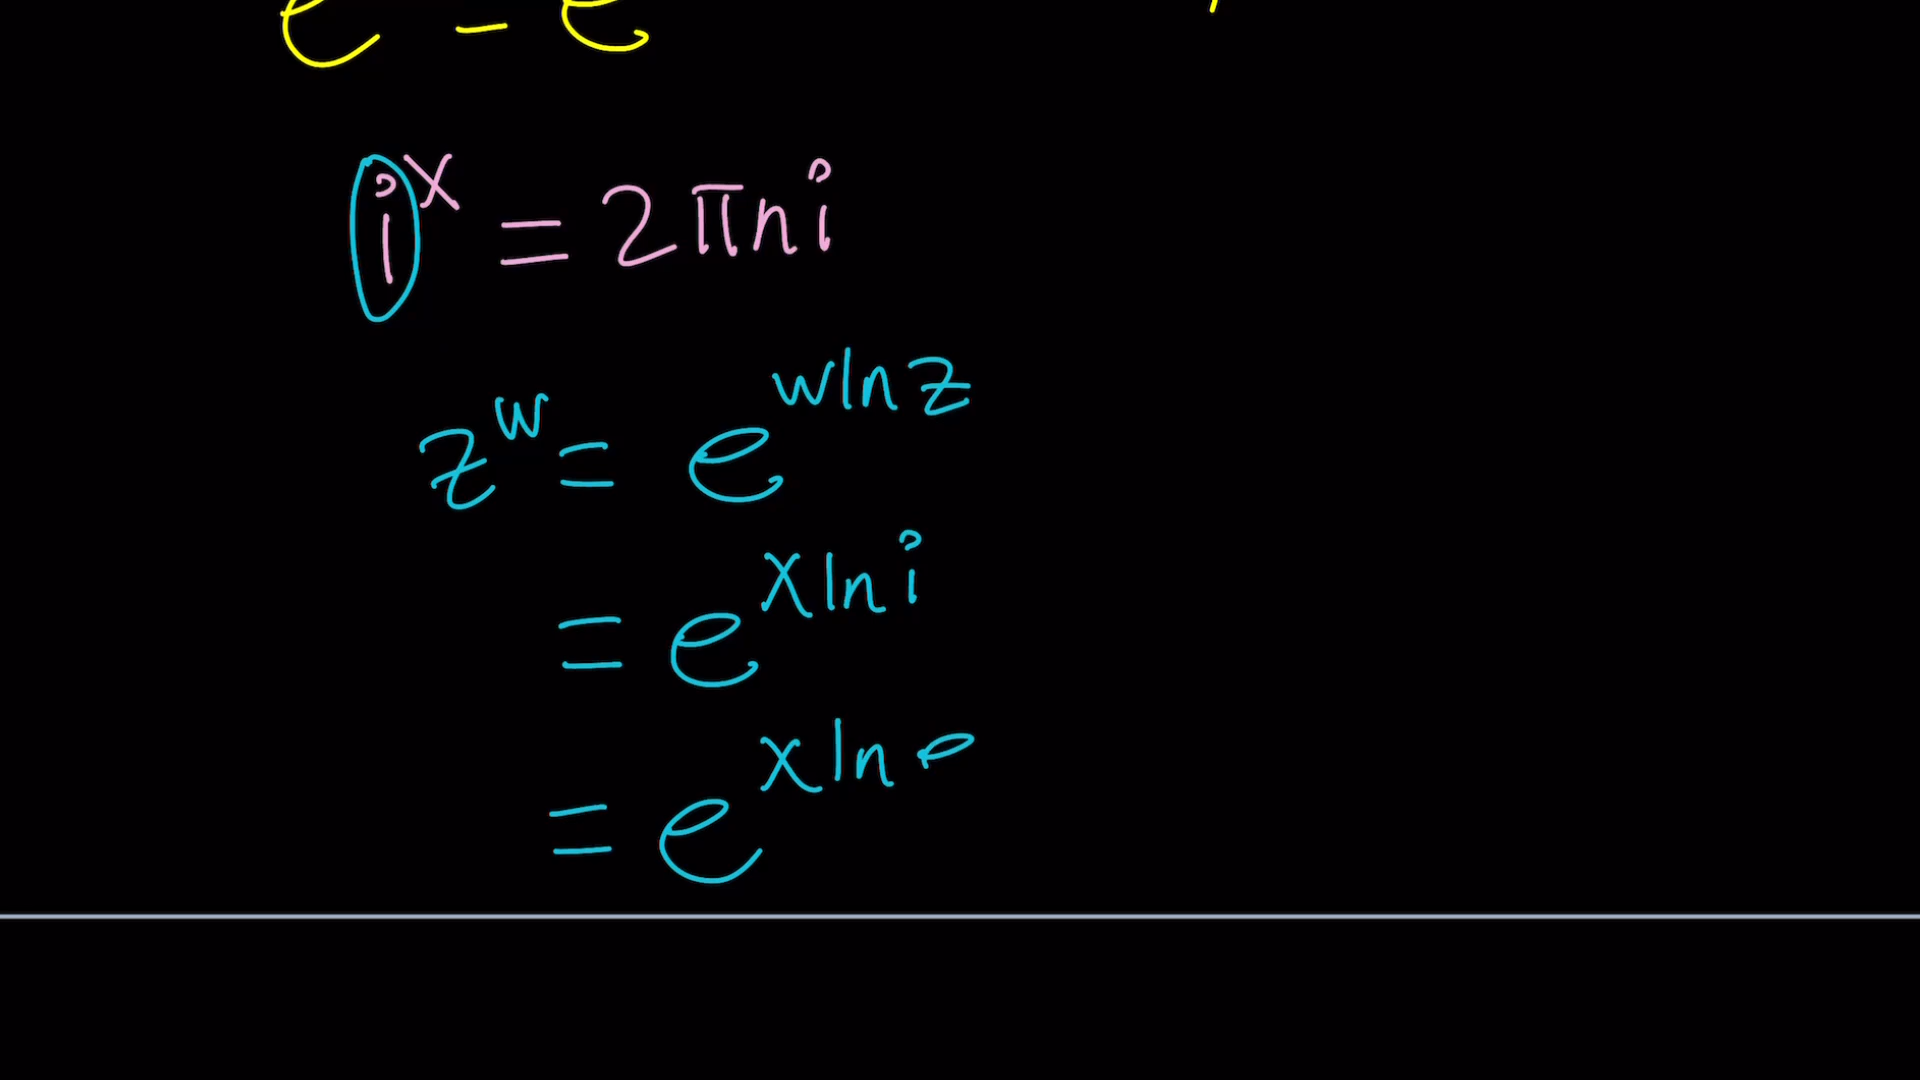 e = e
i^x = 2πni
z^w = e^(w ln z)
= e^(x ln i)
= e^(x ln